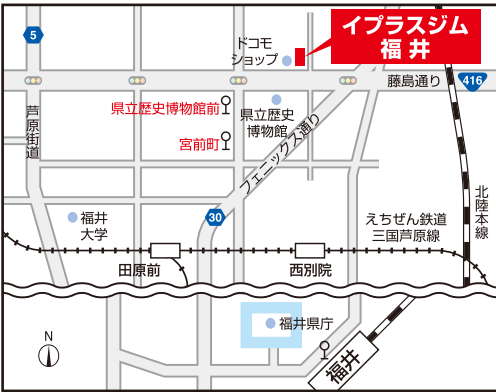 イプラスジム
福井
ドコモ
ショップ
5
藤島通り
416
県立歴史博物館前
県立歴史
博物館
宮前町
芦原街道
フェニックス通り
北陸本線
30
福井
大学
えちぜん鉄道
三国芦原線
田原前
西別院
福井県庁
N
福井